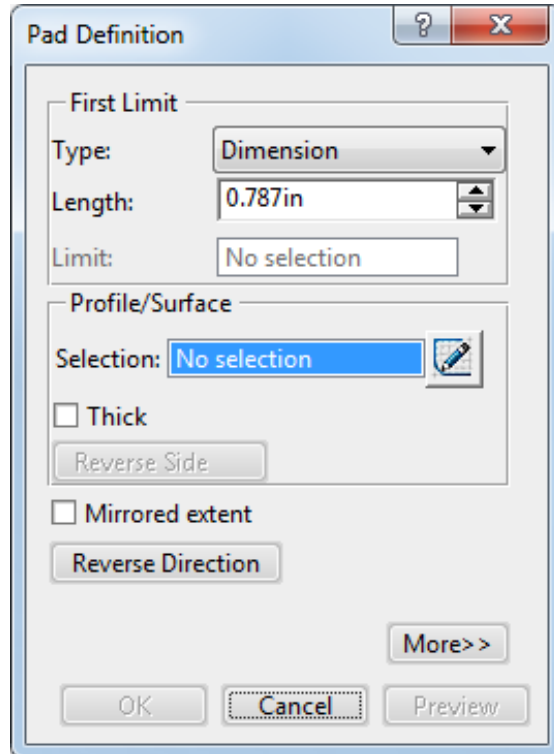 Pad Definition
First Limit
Type: Dimension
Length: 0.787in
Limit: No selection
Profile/Surface
Selection: No selection
Thick
Reverse Side
Mirrored extent
Reverse Direction
More>>
OK Cancel Preview